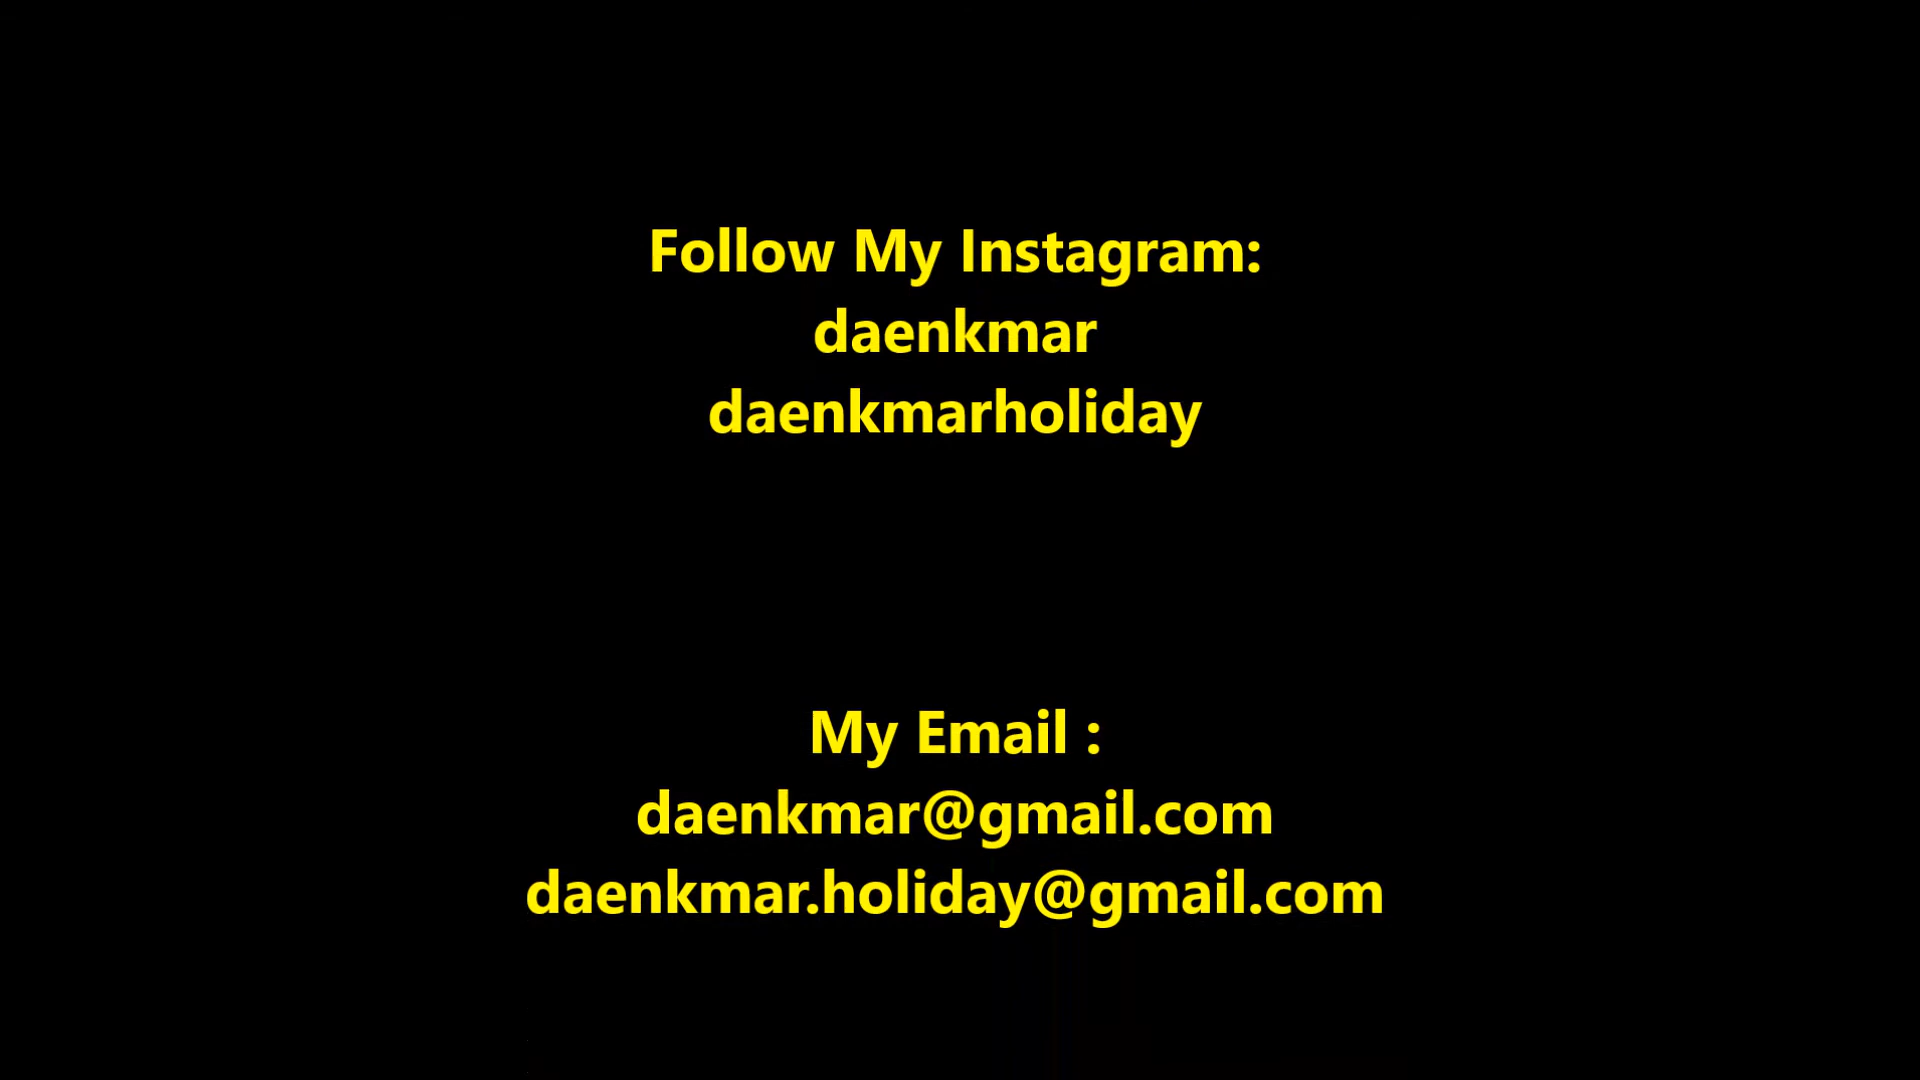 Follow My Instagram:
daenkmar
daenkmarholiday
My Email :
daenkmar@gmail.com
daenkmar.holiday@gmail.com